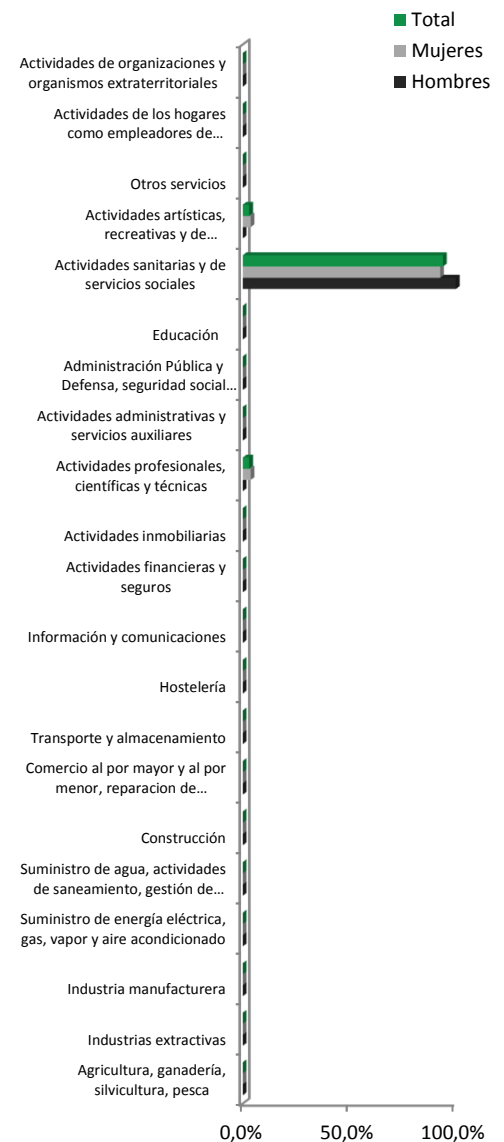 Total
Mujeres
Hombres
Actividades de organizaciones y
organismos extraterritoriales
Actividades de los hogares
como empleadores de…
Otros servicios
Actividades artísticas,
recreativas y de…
Actividades sanitarias y de
servicios sociales
Educación
Administración Pública y
Defensa, seguridad social…
Actividades administrativas y
servicios auxiliares
Actividades profesionales,
científicas y técnicas
Actividades inmobiliarias
Actividades financieras y
seguros
Información y comunicaciones
Hostelería
Transporte y almacenamiento
Comercio al por mayor y al por
menor, reparacion de…
Construcción
Suministro de agua, actividades
de saneamiento, gestión de…
Suministro de energía eléctrica,
gas, vapor y aire acondicionado
Industria manufacturera
Industrias extractivas
Agricultura, ganadería,
silvicultura, pesca
0,0% 50,0% 100,0%